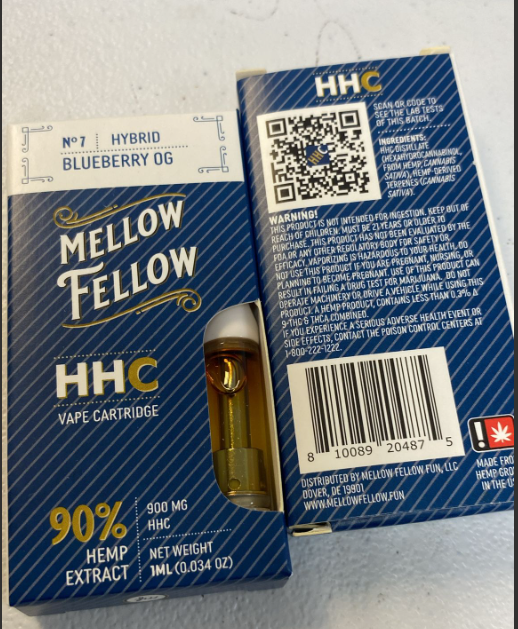 Nº7 HYBRID
BLUEBERRY OG
MELLOW
FELLOW
HHC
VAPE CARTRIDGE
90%
HEMP
EXTRACT
900 MG
HHC
NET WEIGHT
1ML (0.034 OZ)
HHC
SCAN QR CODE TO
SEE THE LAB TESTS
OF THIS BATCH.
HHC
INGREDIENTS:
HHC DISTILLATE
(HEXAHYDROCANNABINOL,
FROM HEMP, CANNABIS
SATIVA), HEMP-DERIVED
TERPENES (CANNABIS
SATIVA).
WARNING!
THIS PRODUCT IS NOT INTENDED FOR INGESTION. KEEP OUT OF
REACH OF CHILDREN. MUST BE 21 YEARS OR OLDER TO
PURCHASE. THIS PRODUCT HAS NOT BEEN EVALUATED BY THE
FDA OR ANY OTHER REGULATORY BODY FOR SAFETY OR
EFFICACY. VAPORIZING IS HAZARDOUS TO YOUR HEALTH. DO
NOT USE THIS PRODUCT IF YOU ARE PREGNANT, NURSING, OR
PLANNING TO BECOME PREGNANT. USE OF THIS PRODUCT CAN
RESULT IN FAILING A DRUG TEST FOR MARIJUANA. DO NOT
OPERATE MACHINERY OR DRIVE A VEHICLE WHILE USING THIS
PRODUCT. A HEMP-PRODUCT, CONTAINS LESS THAN 0.3% Δ
9-THC & THCA COMBINED.
IF YOU EXPERIENCE A SERIOUS ADVERSE HEALTH EVENT OR
SIDE EFFECTS, CONTACT THE POISON CONTROL CENTERS AT
1-800-222-1222.
8 10089 20487 5
DISTRIBUTED BY MELLOW FELLOW FUN, LLC
DOVER, DE 19901
WWW.MELLOWFELLOW.FUN
!
MADE FRO
HEMP GRO
IN THE U